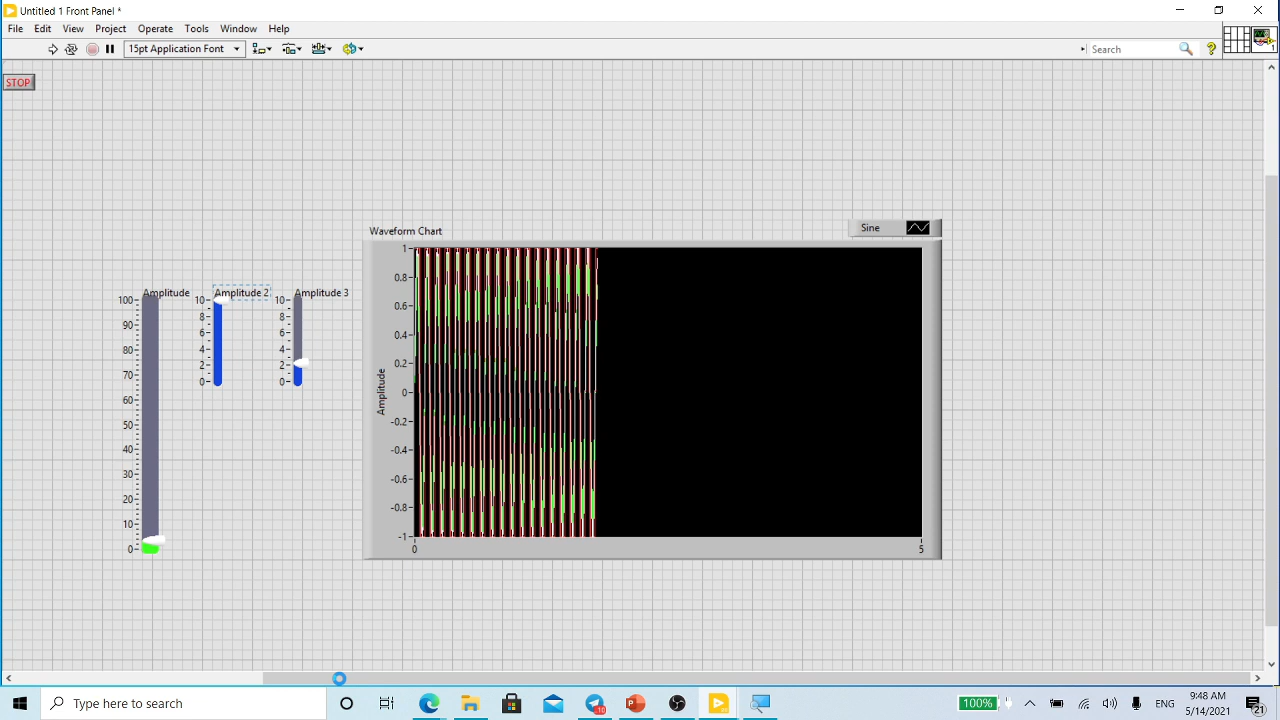 Untitled 1 Front Panel *
File Edit View Project Operate Tools Window Help
15pt Application Font
Search
1
STOP
Waveform Chart
Sine
Amplitude
100
90
80
70
60
50
40
30
20
10
0
Amplitude 2
10
8
6
4
2
0
Amplitude 3
10
8
6
4
2
0
Amplitude
1
0.8
0.6
0.4
0.2
0
-0.2
-0.4
-0.6
-0.8
-1
0 5
Type here to search
10
100%
ENG
9:48 AM
5/14/2021
21